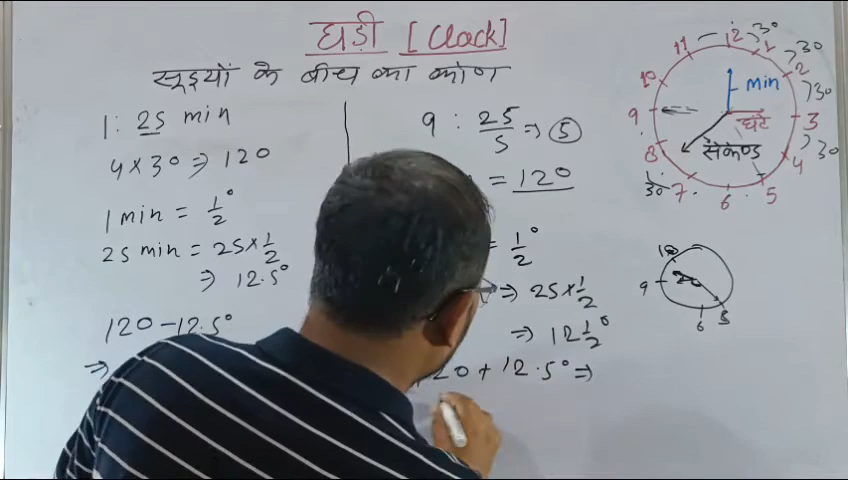 घड़ी [Clock]
सूइयों के बीच का कोण
1: 25 min
4×30 ⇒ 120
1 min = 1/2°
25 min = 25×1/2
⇒ 12.5°
120 - 12.5°
⇒
9 : 25/5 ⇒ 5
= 120
= 1/2°
⇒ 25×1/2
⇒ 12 1/2°
20 + 12.5° ⇒
12
1
2
3
4
5
6
7
8
9
10
11
30
30
30
30
1/30
min
घंटे
सेकेण्ड
9
6
5